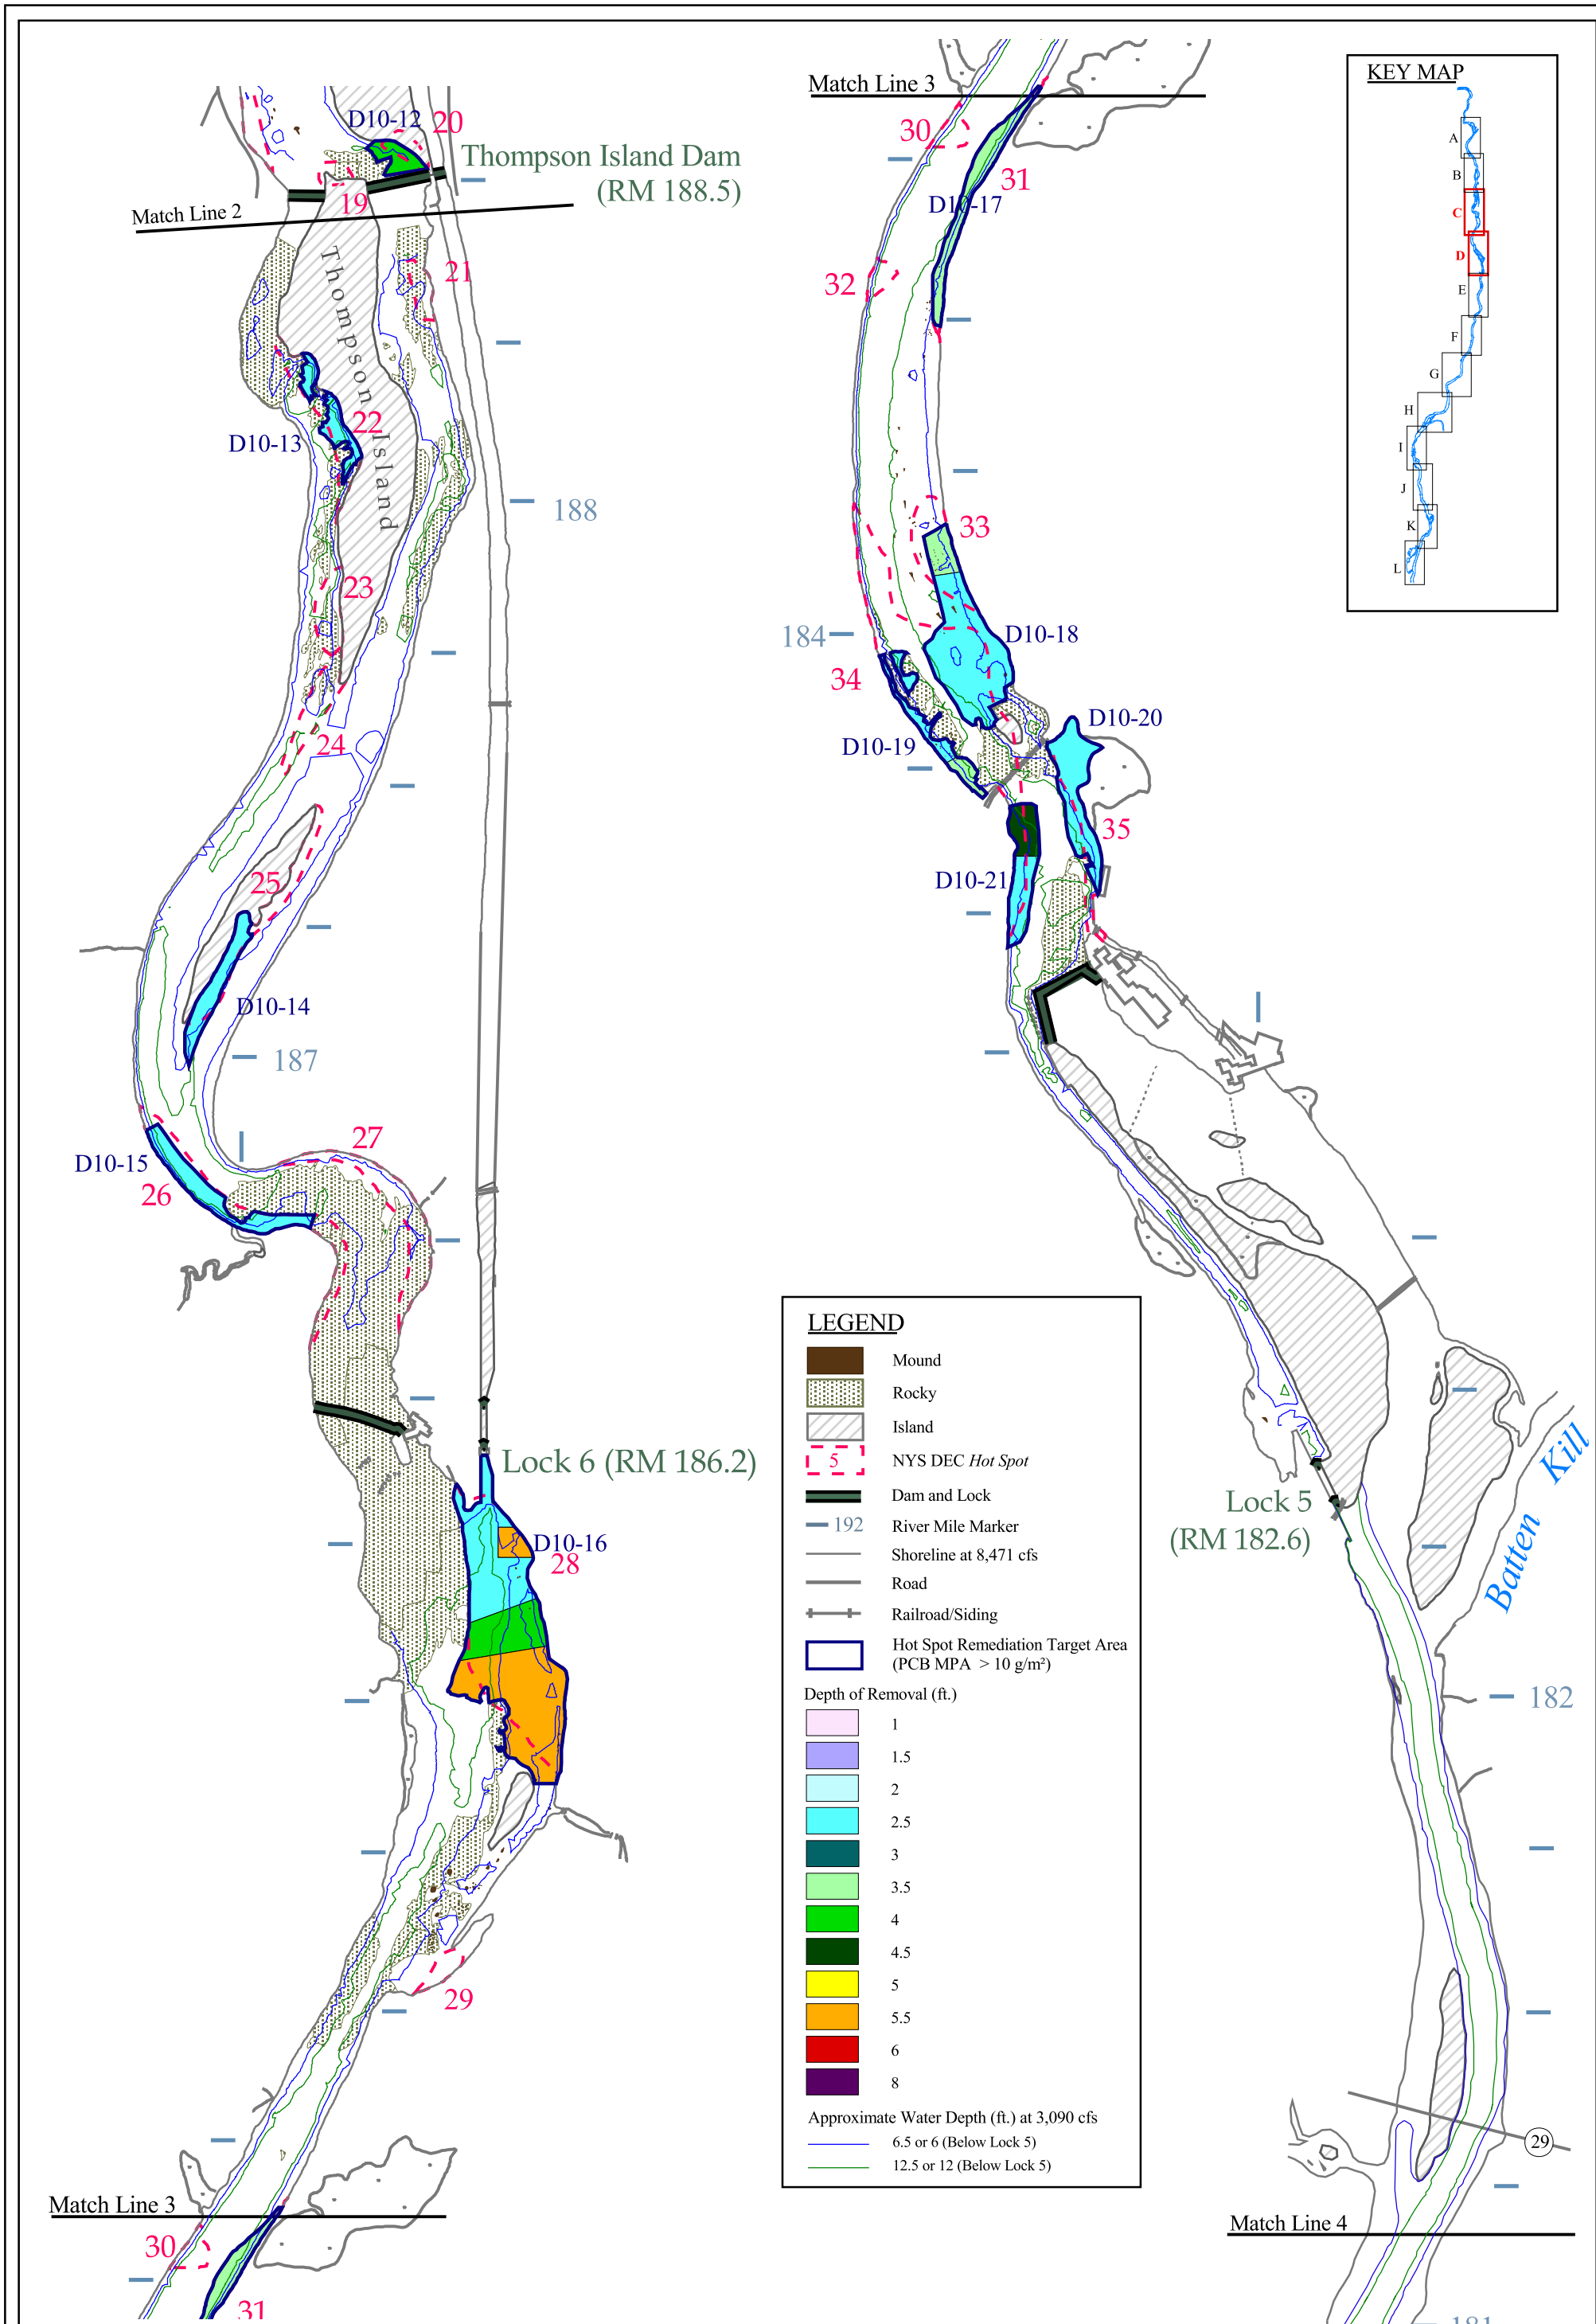 D10-12
20
Thompson Island Dam
(RM 188.5)
19
Match Line 2
21
Thompson Island
22
D10-13
188
23
24
25
D10-14
187
27
D10-15
26
Lock 6 (RM 186.2)
D10-16
28
29
Match Line 3
30
31
Match Line 3
30
31
D10-17
32
33
184
D10-18
34
D10-20
D10-19
35
D10-21
Lock 5
(RM 182.6)
Batten Kill
182
29
Match Line 4
181
KEY MAP
A
B
C
D
E
F
G
H
I
J
K
L
LEGEND
Mound
Rocky
Island
5 NYS DEC Hot Spot
Dam and Lock
192 River Mile Marker
Shoreline at 8,471 cfs
Road
Railroad/Siding
Hot Spot Remediation Target Area
(PCB MPA > 10 g/m²)
Depth of Removal (ft.)
1
1.5
2
2.5
3
3.5
4
4.5
5
5.5
6
8
Approximate Water Depth (ft.) at 3,090 cfs
6.5 or 6 (Below Lock 5)
12.5 or 12 (Below Lock 5)